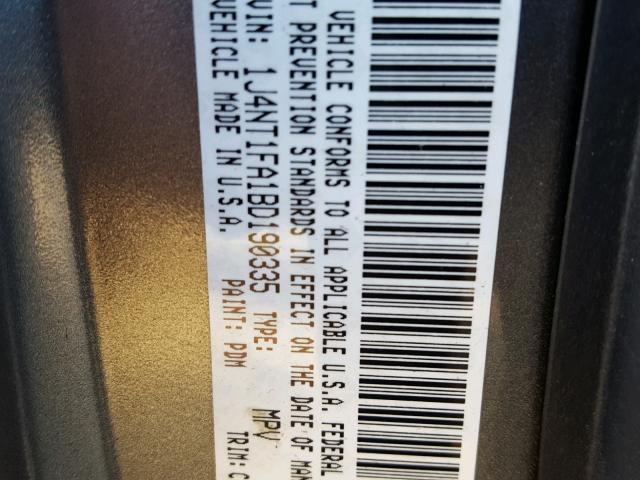 VEHICLE CONFORMS TO ALL APPLICABLE U.S.A. FEDERAL
T PREVENTION STANDARDS IN EFFECT ON THE DATE OF MAN
VIN: 1J4NT1FA1BD190335 TYPE: MPV
VEHICLE MADE IN U.S.A. PAINT: PDM TRIM: C